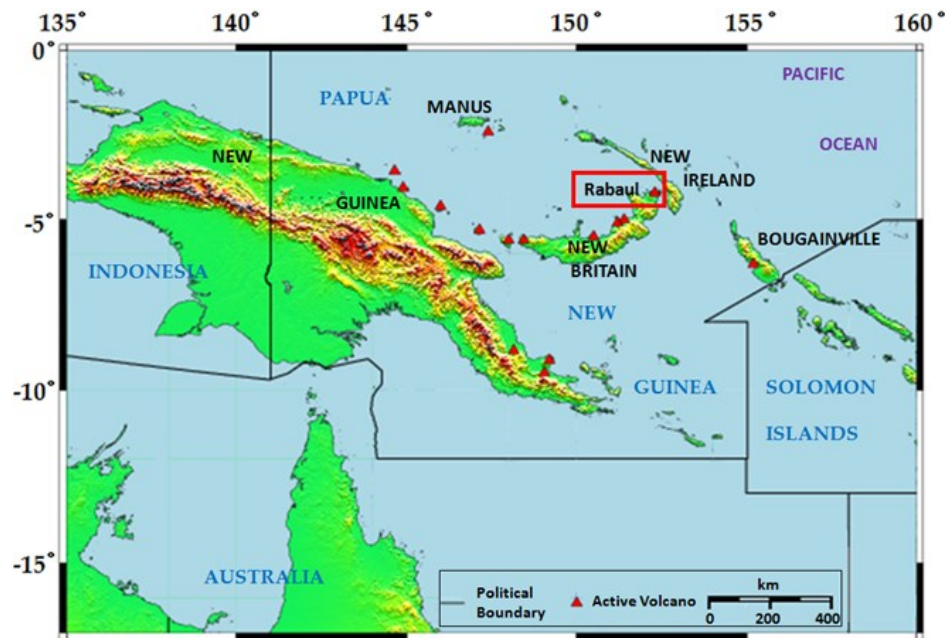 135° 140° 145° 150° 155° 160°
0°
PACIFIC
PAPUA
MANUS
OCEAN
NEW
NEW
IRELAND
Rabaul
GUINEA
-5°
BOUGAINVILLE
NEW
BRITAIN
INDONESIA
NEW
-10°
GUINEA
SOLOMON
ISLANDS
-15°
AUSTRALIA
Political
Boundary
Active Volcano
km
0 200 400